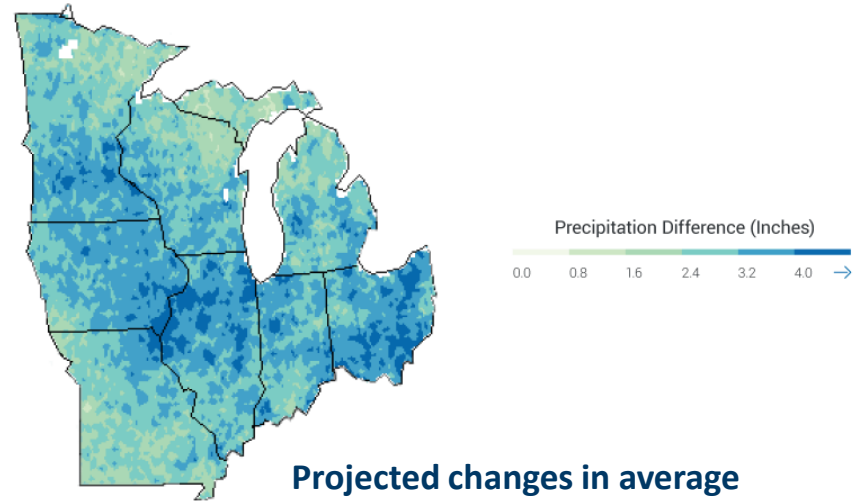 Precipitation Difference (Inches)
0.0 0.8 1.6 2.4 3.2 4.0 →
Projected changes in average